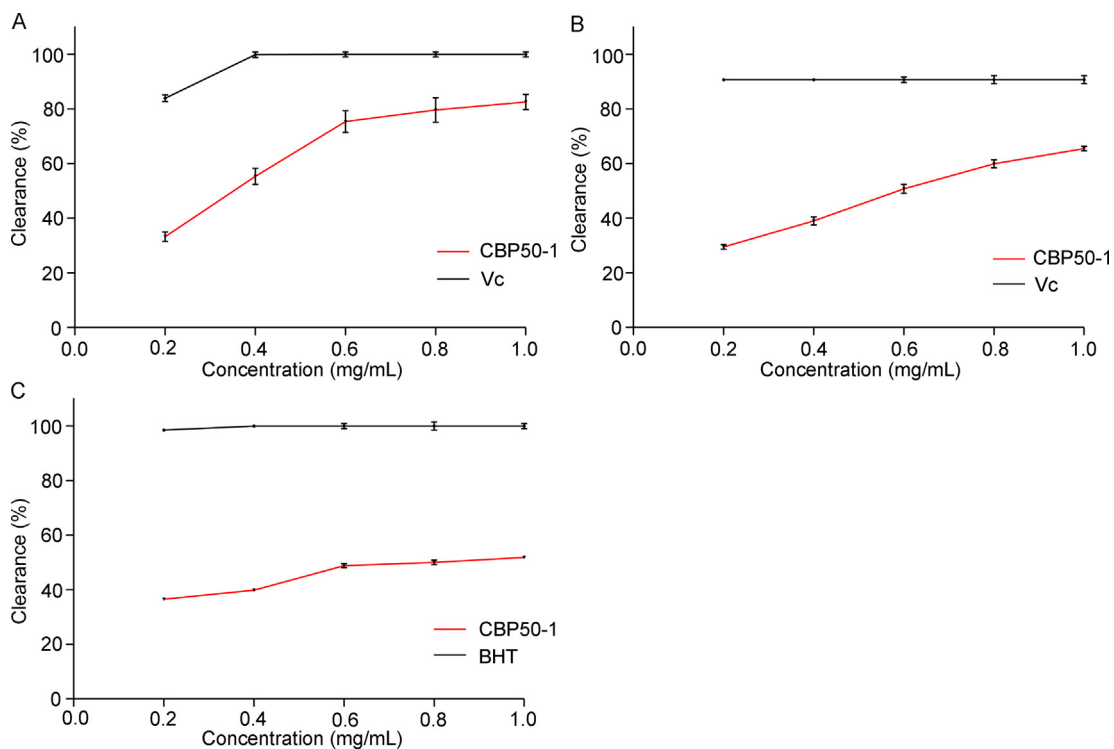 A
Clearance (%)
100
80
60
40
20
0
0.0 0.2 0.4 0.6 0.8 1.0
Concentration (mg/mL)
CBP50-1
Vc
B
Clearance (%)
100
80
60
40
20
0
0.0 0.2 0.4 0.6 0.8 1.0
Concentration (mg/mL)
CBP50-1
Vc
C
Clearance (%)
100
80
60
40
20
0
0.0 0.2 0.4 0.6 0.8 1.0
Concentration (mg/mL)
CBP50-1
BHT